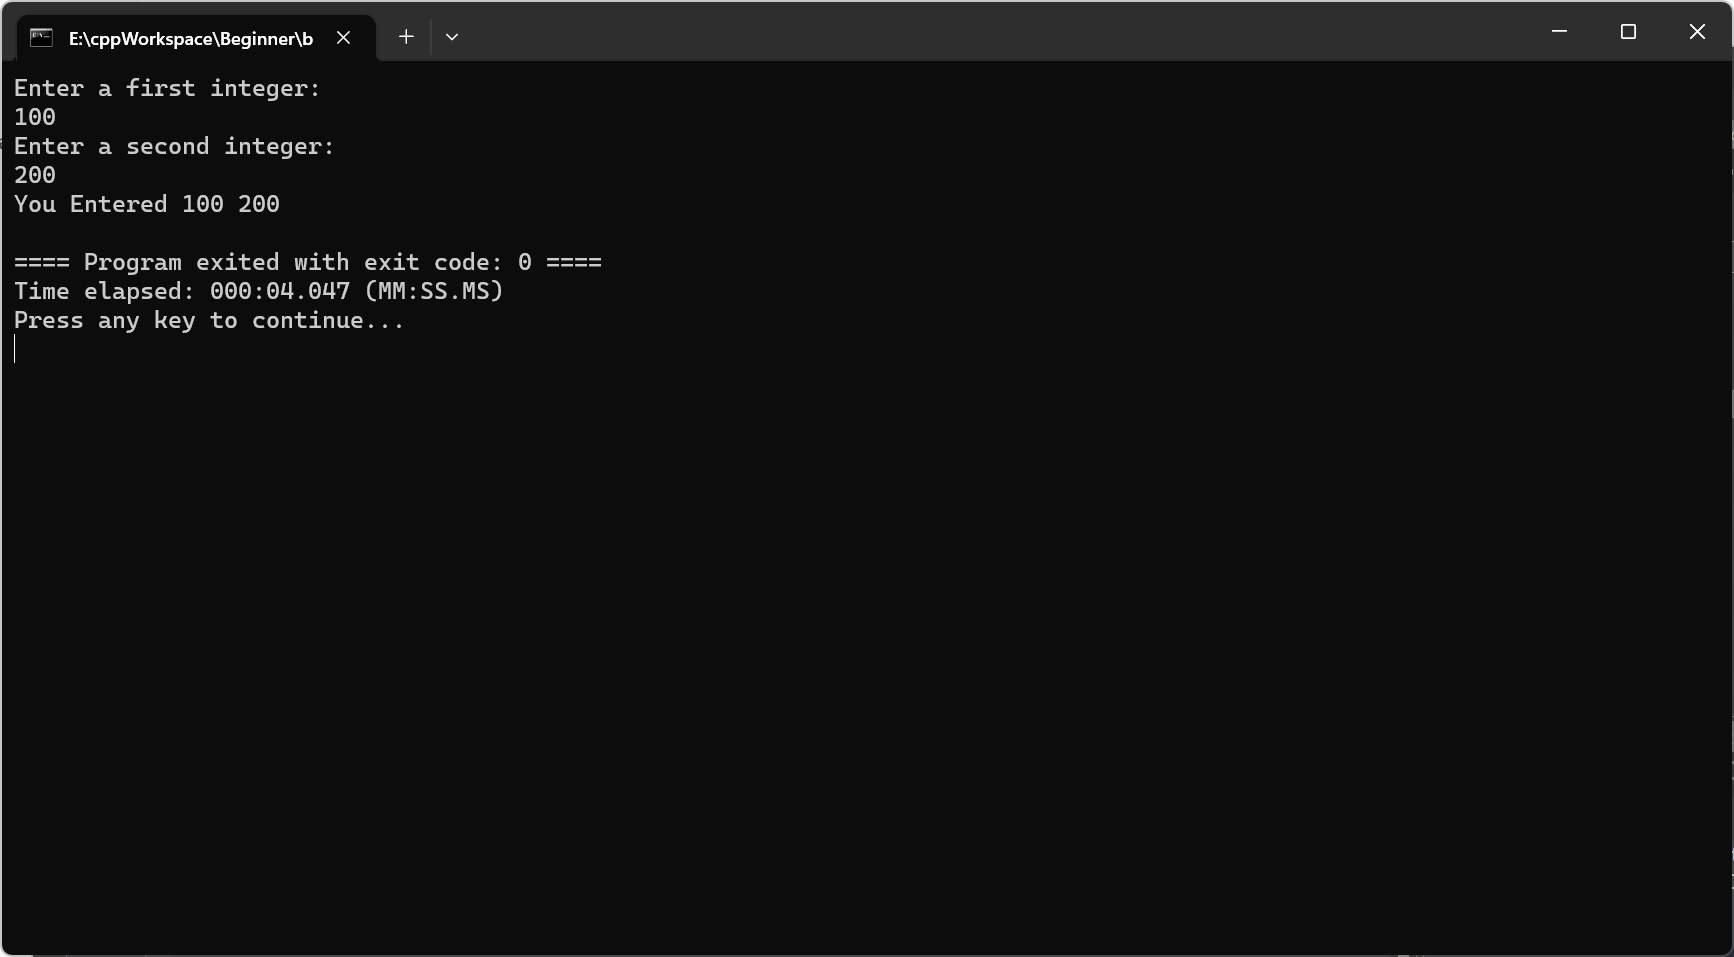 E:\cppWorkspace\Beginner\b
Enter a first integer:
100
Enter a second integer:
200
You Entered 100 200
==== Program exited with exit code: 0 ====
Time elapsed: 000:04.047 (MM:SS.MS)
Press any key to continue...